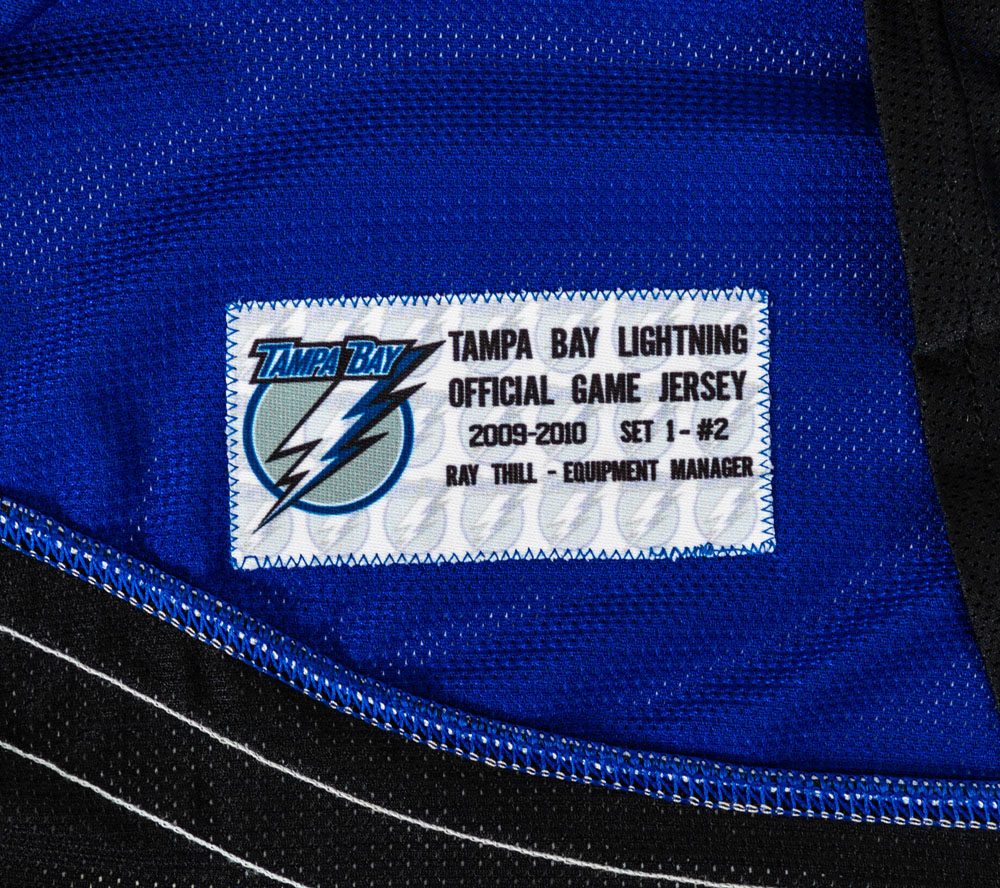 TAMPA BAY
TAMPA BAY LIGHTNING
OFFICIAL GAME JERSEY
2009-2010 SET 1 - #2
RAY THILL - EQUIPMENT MANAGER